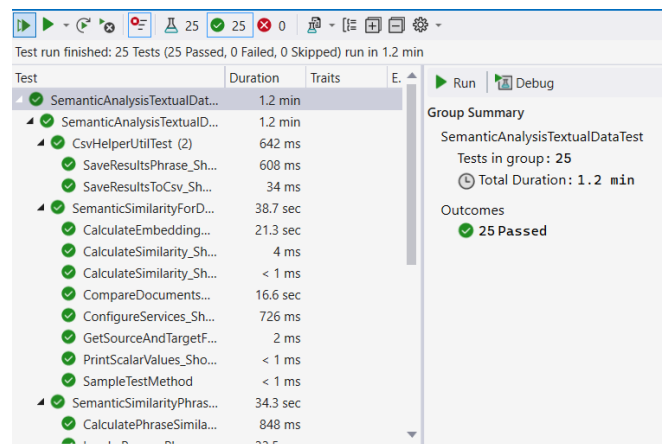 25 25 0
Test run finished: 25 Tests (25 Passed, 0 Failed, 0 Skipped) run in 1.2 min
Test Duration Traits E.
SemanticAnalysisTextualDat... 1.2 min
SemanticAnalysisTextualD... 1.2 min
CsvHelperUtilTest (2) 642 ms
SaveResultsPhrase_Sh... 608 ms
SaveResultsToCsv_Sh... 34 ms
SemanticSimilarityForD... 38.7 sec
CalculateEmbedding... 21.3 sec
CalculateSimilarity_Sh... 4 ms
CalculateSimilarity_Sh... < 1 ms
CompareDocuments... 16.6 sec
ConfigureServices_Sh... 726 ms
GetSourceAndTargetF... 2 ms
PrintScalarValues_Sho... < 1 ms
SampleTestMethod < 1 ms
SemanticSimilarityPhras... 34.3 sec
CalculatePhraseSimila... 848 ms
Run Debug
Group Summary
SemanticAnalysisTextualDataTest
Tests in group: 25
Total Duration: 1.2 min
Outcomes
25 Passed